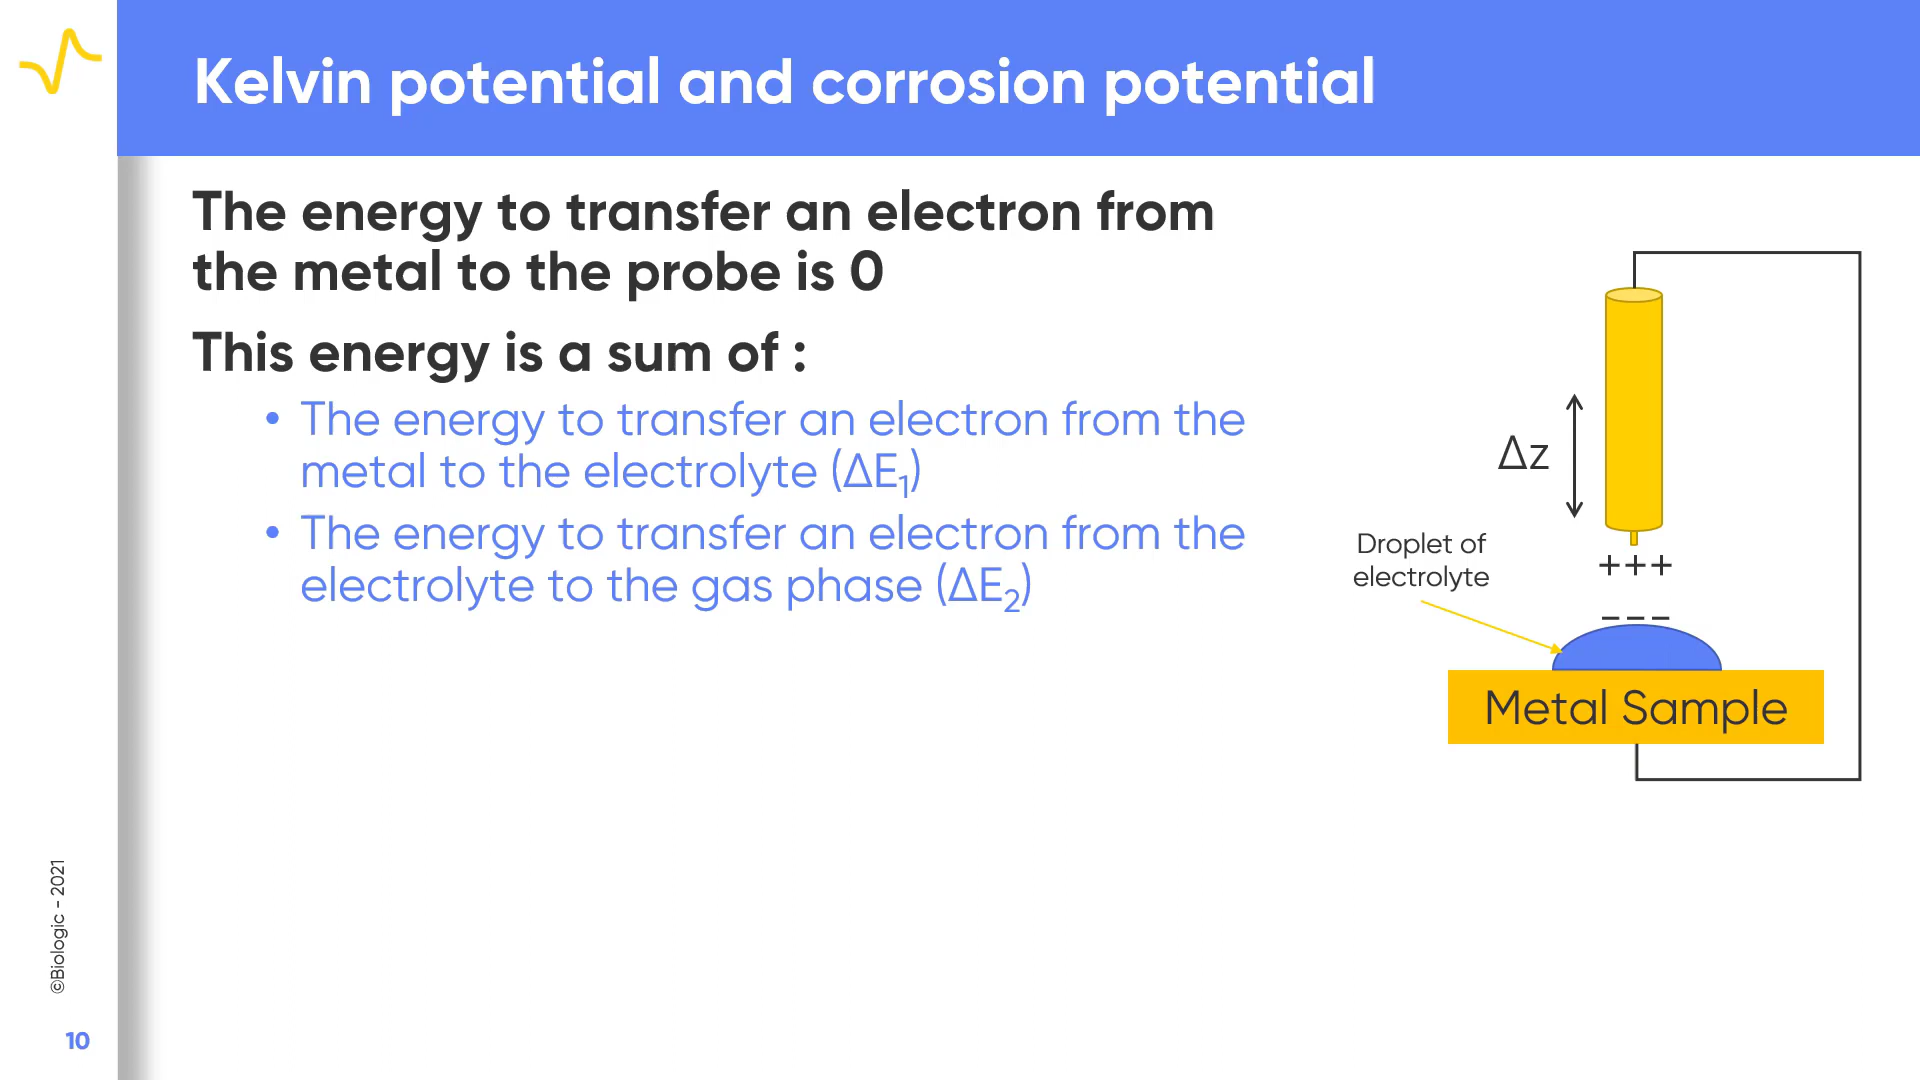 Kelvin potential and corrosion potential
The energy to transfer an electron from
the metal to the probe is 0
This energy is a sum of :
• The energy to transfer an electron from the
metal to the electrolyte (ΔE₁)
• The energy to transfer an electron from the
electrolyte to the gas phase (ΔE₂)
Δz
Droplet of
electrolyte
+++
– – –
Metal Sample
©Biologic - 2021
10